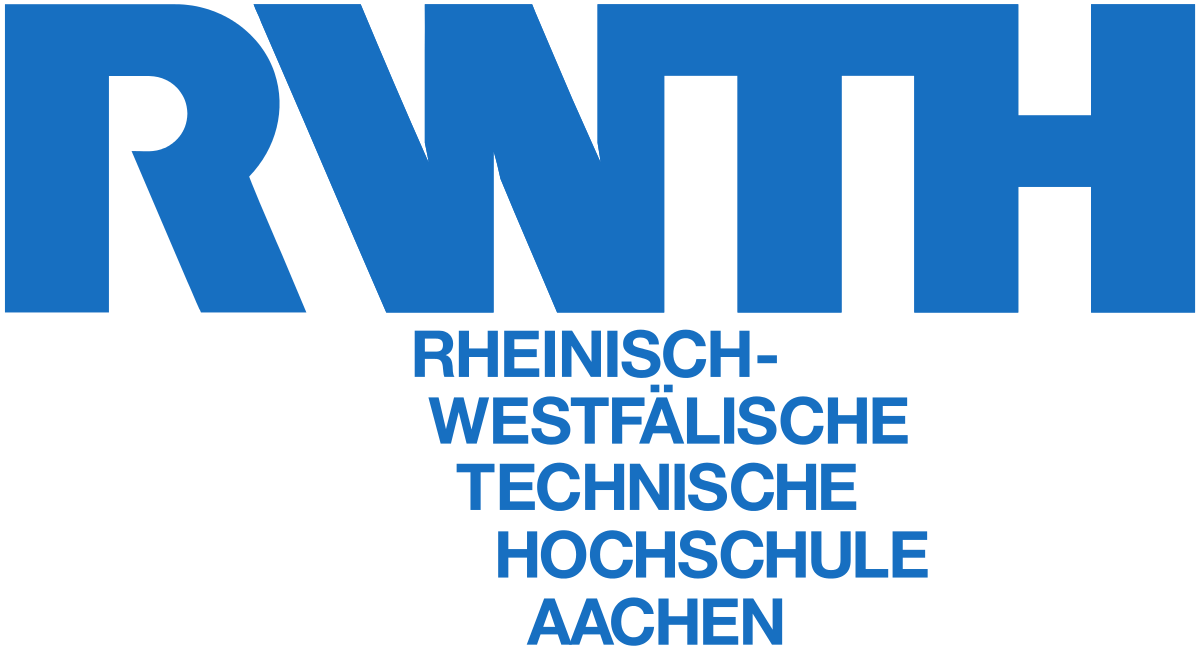 RWTH
RHEINISCH-
WESTFÄLISCHE
TECHNISCHE
HOCHSCHULE
AACHEN